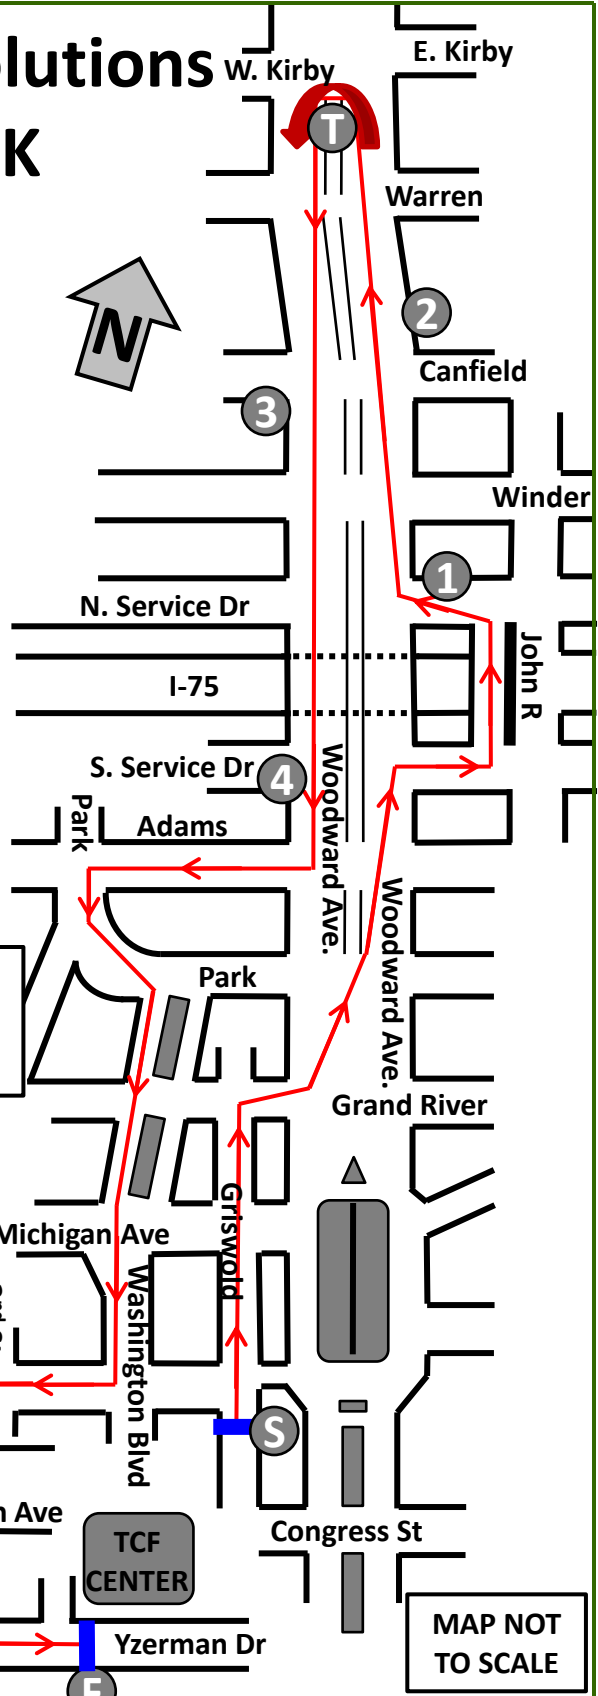 lutions
K
W. Kirby
E. Kirby
T
Warren
N
2
Canfield
3
Winder
1
N. Service Dr
John R
I-75
S. Service Dr
4
Woodward Ave.
Park
Adams
Woodward Ave.
Park
Grand River
Griswold
Michigan Ave
Washington Blvd
S
Ave
Congress St
TCF
CENTER
Yzerman Dr
MAP NOT
TO SCALE